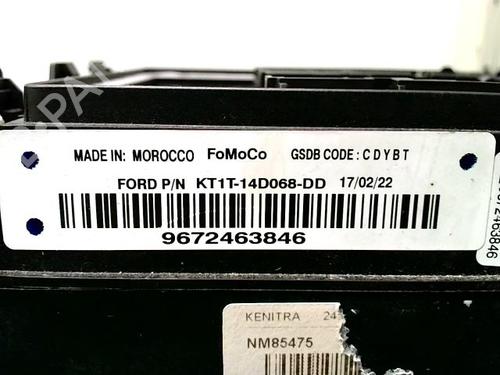 MADE IN: MOROCCO FoMoCo GSDB CODE: C D Y B T
FORD P/N KT1T-14D068-DD 17/02/22
9672463846
KENITRA
NM85475